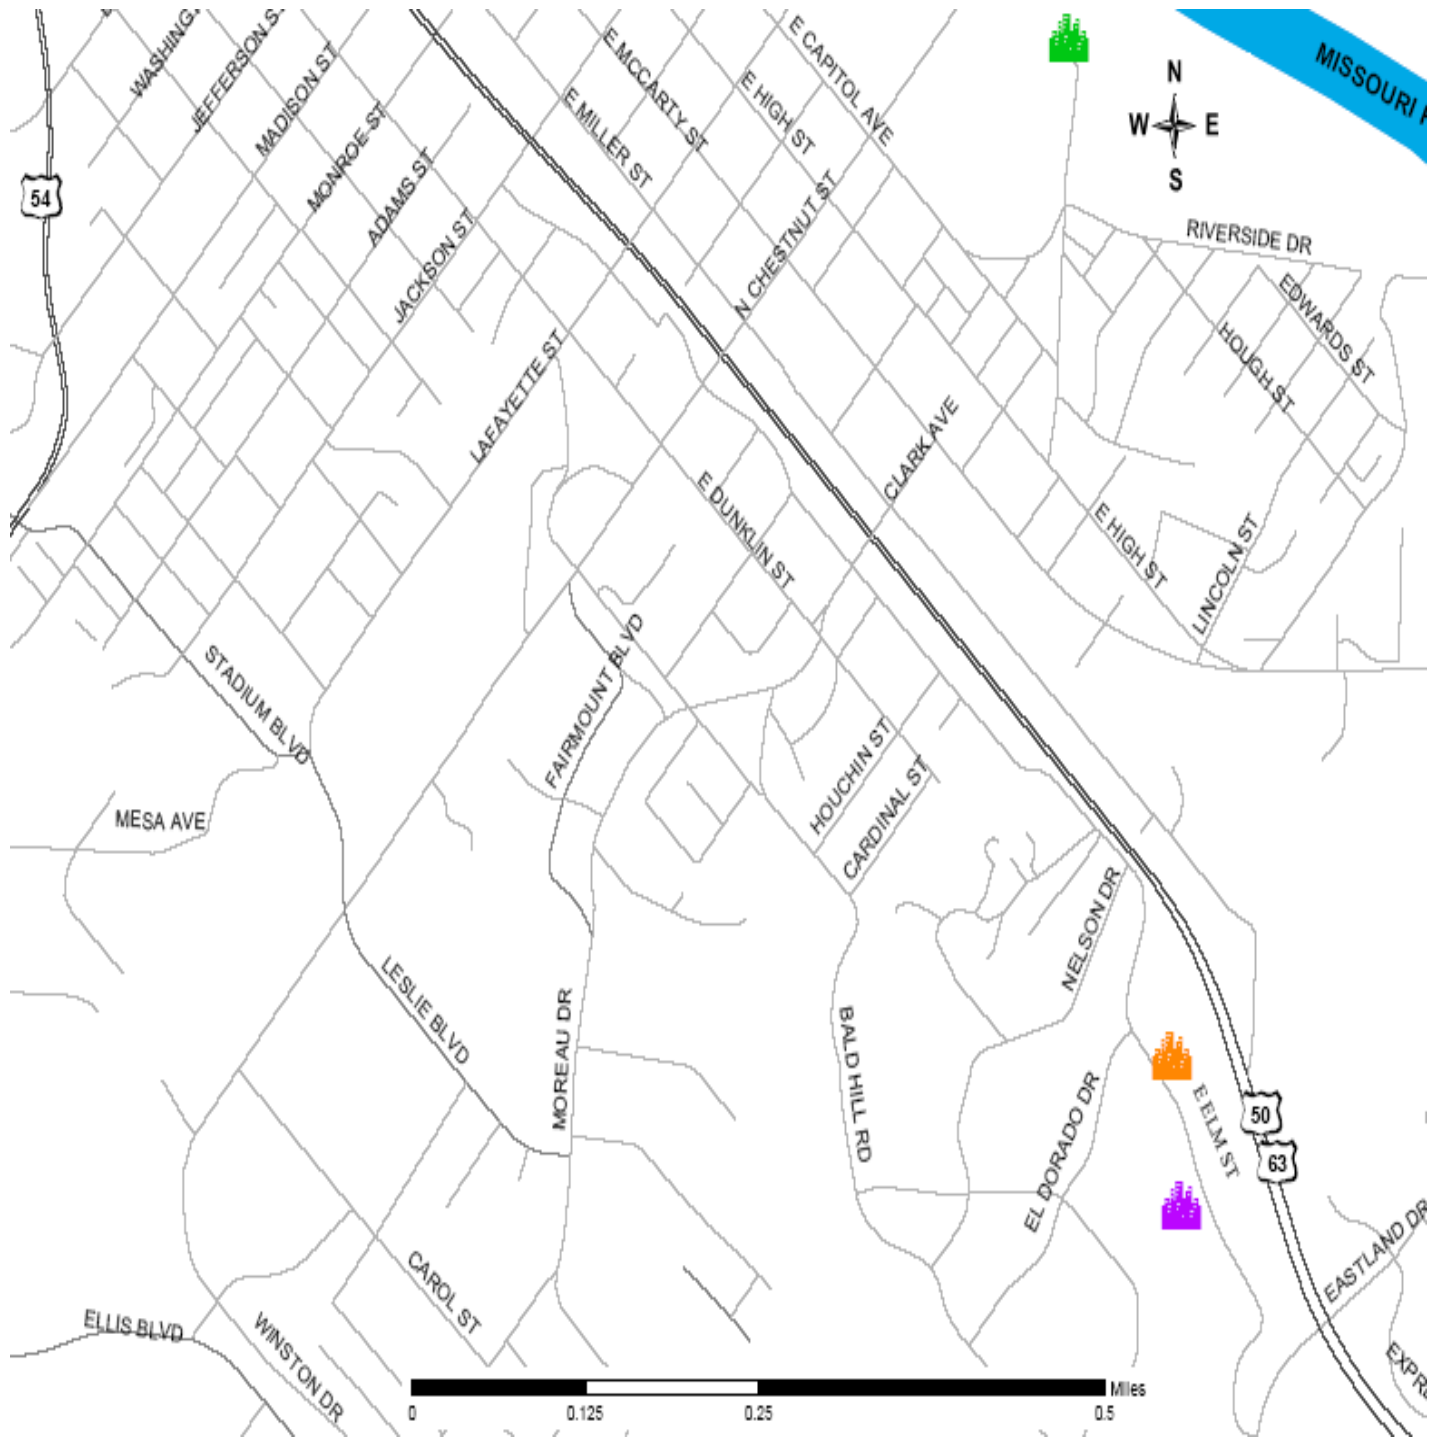 JEFFERSON ST
MADISON ST
MONROE ST
ADAMS ST
JACKSON ST
LAFAYETTE ST
E MCCARTY ST
E MILLER ST
E CAPITOL AVE
E HIGH ST
N CHESTNUT ST
MISSOURI
N
W
E
S
54
RIVERSIDE DR
EDWARDS ST
HOUGH ST
CLARK AVE
E DUNKLIN ST
E HIGH ST
LINCOLN ST
STADIUM BLVD
FAIRMOUNT BLVD
HOUCHIN ST
CARDINAL ST
MESA AVE
NELSON DR
LESLIE BLVD
MOREAU DR
BALD HILL RD
EL DORADO DR
E ELM ST
50
63
EASTLAND DR
CAROL ST
ELLIS BLVD
WINSTON DR
Miles
0
0.125
0.25
0.5